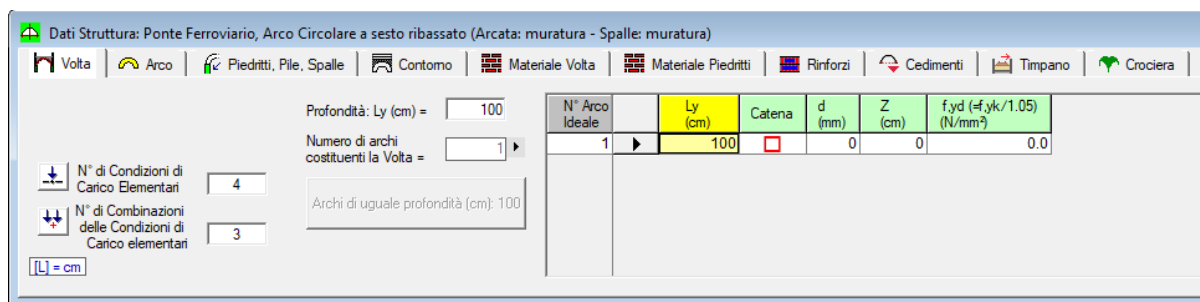 Dati Struttura: Ponte Ferroviario, Arco Circolare a sesto ribassato (Arcata: muratura - Spalle: muratura)
Volta Arco Piedritti, Pile, Spalle Contorno Materiale Volta Materiale Piedritti Rinforzi Cedimenti Timpano Crociera
Profondità: Ly (cm) = 100
Numero di archi
costituenti la Volta = 1
Archi di uguale profondità (cm): 100
N° di Condizioni di
Carico Elementari 4
N° di Combinazioni
delle Condizioni di
Carico elementari 3
[L] = cm
N° Arco
Ideale
Ly
(cm)
Catena
d
(mm)
Z
(cm)
f,yd (=f,yk/1.05)
(N/mm²)
1 100 0 0 0.0